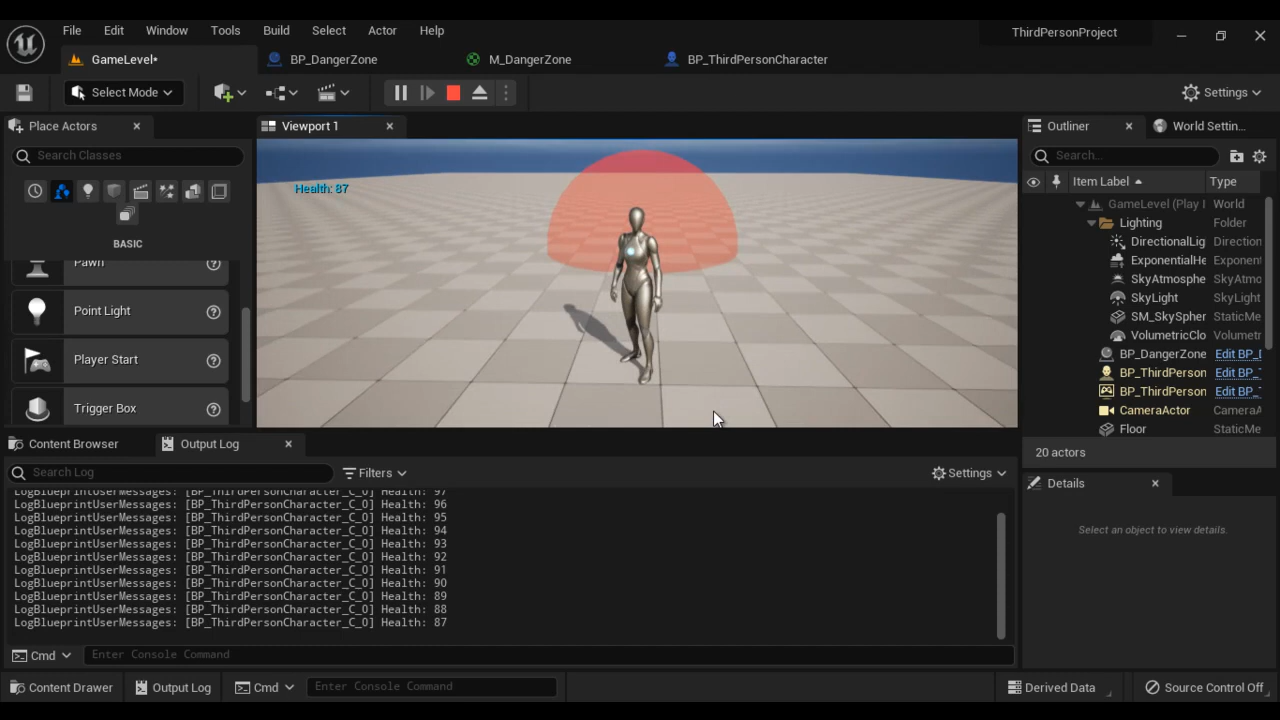 File Edit Window Tools Build Select Actor Help
ThirdPersonProject
GameLevel•
BP_DangerZone
M_DangerZone
BP_ThirdPersonCharacter
Select Mode
Settings
Place Actors
Search Classes
BASIC
Pawn
Point Light
Player Start
Trigger Box
Viewport 1
Health: 87
Outliner
World Settin...
Search...
Item Label
Type
GameLevel (Play I
World
Lighting
Folder
DirectionalLig
Direction
ExponentialHe
Exponen
SkyAtmosphe
SkyAtmo
SkyLight
SkyLight
SM_SkySpher
StaticMe
VolumetricClo
Volumetr
BP_DangerZone
Edit BP_D
BP_ThirdPerson
Edit BP_T
BP_ThirdPerson
Edit BP_T
CameraActor
CameraA
Floor
StaticMe
20 actors
Details
Select an object to view details.
Content Browser
Output Log
Search Log
Filters
Settings
LogBlueprintUserMessages: [BP_ThirdPersonCharacter_C_0] Health: 97
LogBlueprintUserMessages: [BP_ThirdPersonCharacter_C_0] Health: 96
LogBlueprintUserMessages: [BP_ThirdPersonCharacter_C_0] Health: 95
LogBlueprintUserMessages: [BP_ThirdPersonCharacter_C_0] Health: 94
LogBlueprintUserMessages: [BP_ThirdPersonCharacter_C_0] Health: 93
LogBlueprintUserMessages: [BP_ThirdPersonCharacter_C_0] Health: 92
LogBlueprintUserMessages: [BP_ThirdPersonCharacter_C_0] Health: 91
LogBlueprintUserMessages: [BP_ThirdPersonCharacter_C_0] Health: 90
LogBlueprintUserMessages: [BP_ThirdPersonCharacter_C_0] Health: 89
LogBlueprintUserMessages: [BP_ThirdPersonCharacter_C_0] Health: 88
LogBlueprintUserMessages: [BP_ThirdPersonCharacter_C_0] Health: 87
Cmd
Enter Console Command
Content Drawer
Output Log
Cmd
Enter Console Command
Derived Data
Source Control Off